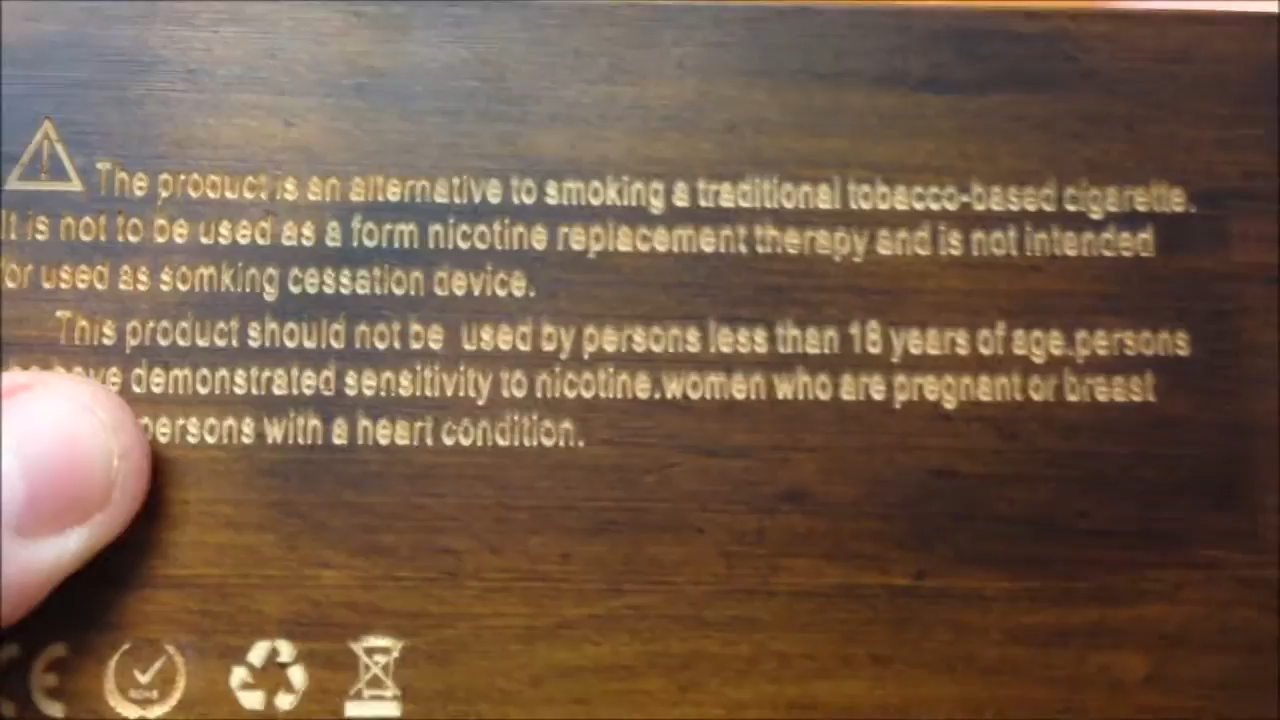 The product is an alternative to smoking a traditional tobacco-based cigarette.
It is not to be used as a form nicotine replacement therapy and is not intended
for used as somking cessation device.
This product should not be used by persons less than 18 years of age.persons
have demonstrated sensitivity to nicotine.women who are pregnant or breast
persons with a heart condition.
CE
RoHS